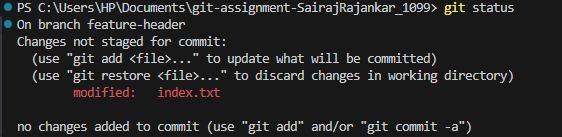 PS C:\Users\HP\Documents\git-assignment-SairajRajankar_1099> git status
On branch feature-header
Changes not staged for commit:
  (use "git add <file>..." to update what will be committed)
  (use "git restore <file>..." to discard changes in working directory)
        modified:   index.txt

no changes added to commit (use "git add" and/or "git commit -a")